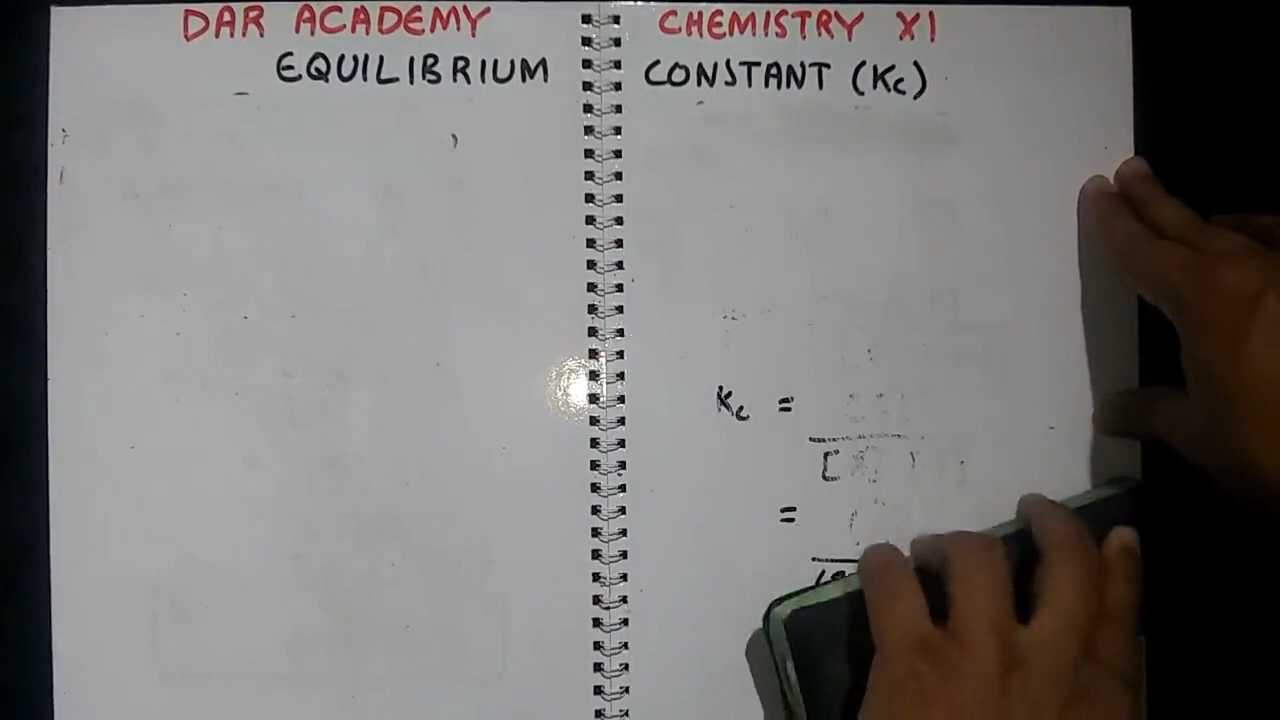 DAR ACADEMY CHEMISTRY XI
EQUILIBRIUM CONSTANT (Kc)
Kc =
[
=